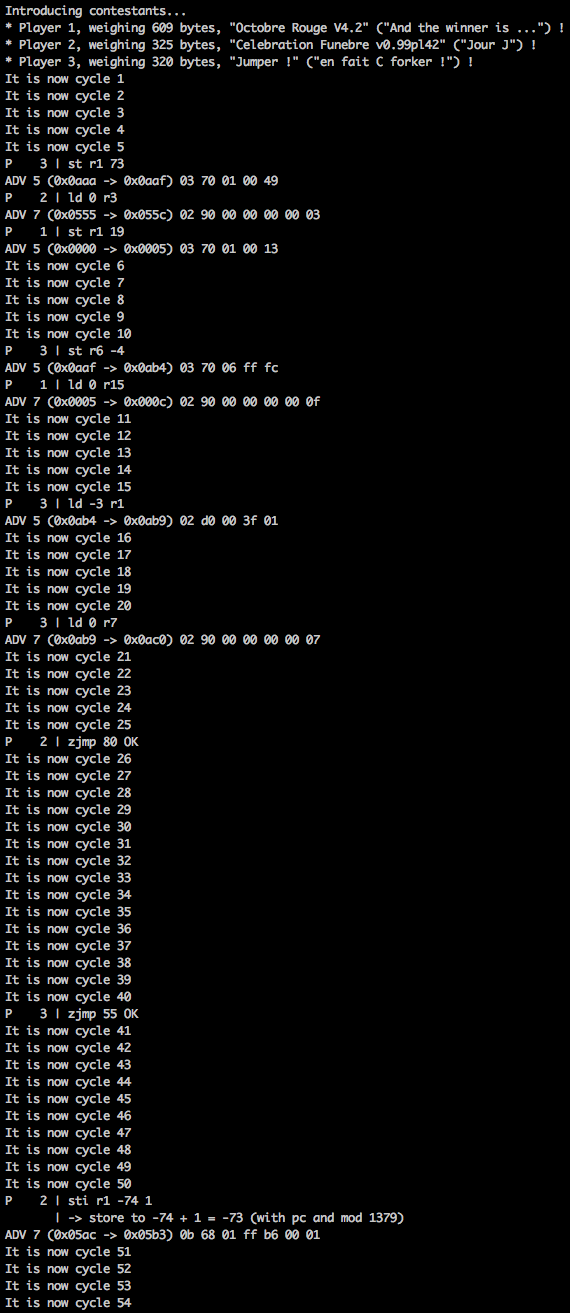 Introducing contestants...
* Player 1, weighing 609 bytes, "Octobre Rouge V4.2" ("And the winner is ...") !
* Player 2, weighing 325 bytes, "Celebration Funebre v0.99pl42" ("Jour J") !
* Player 3, weighing 320 bytes, "Jumper !" ("en fait C forker !") !
It is now cycle 1
It is now cycle 2
It is now cycle 3
It is now cycle 4
It is now cycle 5
P    3 | st r1 73
ADV 5 (0x0aaa -> 0x0aaf) 03 70 01 00 49
P    2 | ld 0 r3
ADV 7 (0x0555 -> 0x055c) 02 90 00 00 00 00 03
P    1 | st r1 19
ADV 5 (0x0000 -> 0x0005) 03 70 01 00 13
It is now cycle 6
It is now cycle 7
It is now cycle 8
It is now cycle 9
It is now cycle 10
P    3 | st r6 -4
ADV 5 (0x0aaf -> 0x0ab4) 03 70 06 ff fc
P    1 | ld 0 r15
ADV 7 (0x0005 -> 0x000c) 02 90 00 00 00 00 0f
It is now cycle 11
It is now cycle 12
It is now cycle 13
It is now cycle 14
It is now cycle 15
P    3 | ld -3 r1
ADV 5 (0x0ab4 -> 0x0ab9) 02 d0 00 3f 01
It is now cycle 16
It is now cycle 17
It is now cycle 18
It is now cycle 19
It is now cycle 20
P    3 | ld 0 r7
ADV 7 (0x0ab9 -> 0x0ac0) 02 90 00 00 00 00 07
It is now cycle 21
It is now cycle 22
It is now cycle 23
It is now cycle 24
It is now cycle 25
P    2 | zjmp 80 OK
It is now cycle 26
It is now cycle 27
It is now cycle 28
It is now cycle 29
It is now cycle 30
It is now cycle 31
It is now cycle 32
It is now cycle 33
It is now cycle 34
It is now cycle 35
It is now cycle 36
It is now cycle 37
It is now cycle 38
It is now cycle 39
It is now cycle 40
P    3 | zjmp 55 OK
It is now cycle 41
It is now cycle 42
It is now cycle 43
It is now cycle 44
It is now cycle 45
It is now cycle 46
It is now cycle 47
It is now cycle 48
It is now cycle 49
It is now cycle 50
P    2 | sti r1 -74 1
       | -> store to -74 + 1 = -73 (with pc and mod 1379)
ADV 7 (0x05ac -> 0x05b3) 0b 68 01 ff b6 00 01
It is now cycle 51
It is now cycle 52
It is now cycle 53
It is now cycle 54